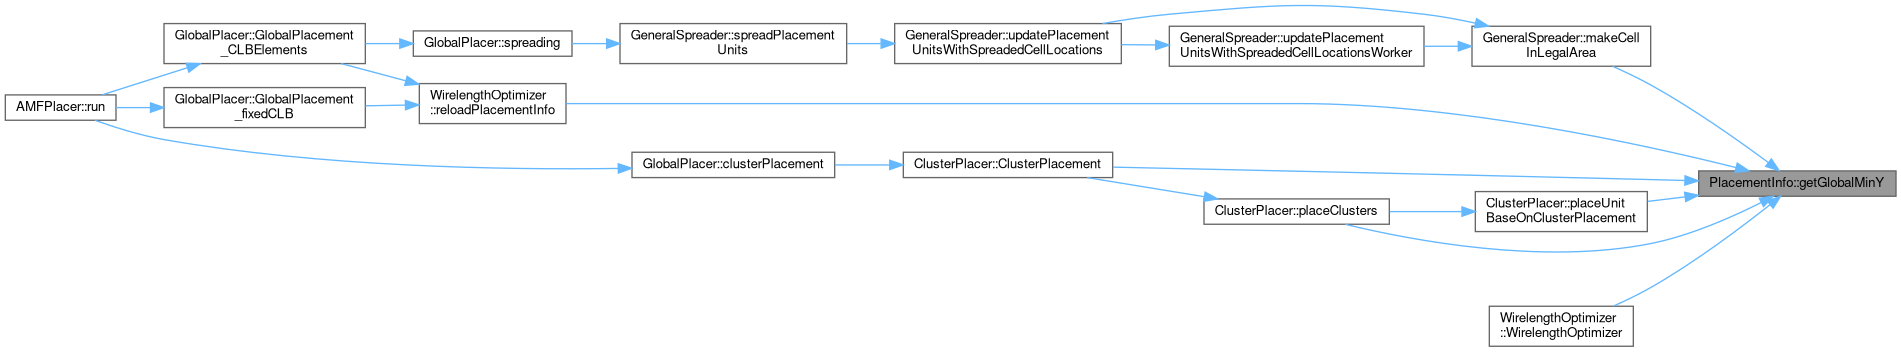 AMFPlacer::run
GlobalPlacer::GlobalPlacement
_CLBElements
GlobalPlacer::GlobalPlacement
_fixedCLB
GlobalPlacer::spreading
WirelengthOptimizer
::reloadPlacementInfo
GeneralSpreader::spreadPlacement
Units
GlobalPlacer::clusterPlacement
GeneralSpreader::updatePlacement
UnitsWithSpreadedCellLocations
ClusterPlacer::ClusterPlacement
GeneralSpreader::updatePlacement
UnitsWithSpreadedCellLocationsWorker
ClusterPlacer::placeClusters
GeneralSpreader::makeCell
InLegalArea
ClusterPlacer::placeUnit
BaseOnClusterPlacement
WirelengthOptimizer
::WirelengthOptimizer
PlacementInfo::getGlobalMinY